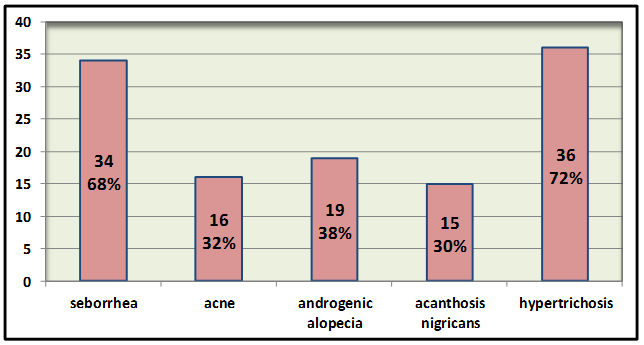 40
35
30
25
20
15
10
5
0
34
68%
16
32%
19
38%
15
30%
36
72%
seborrhea
acne
androgenic
alopecia
acanthosis
nigricans
hypertrichosis